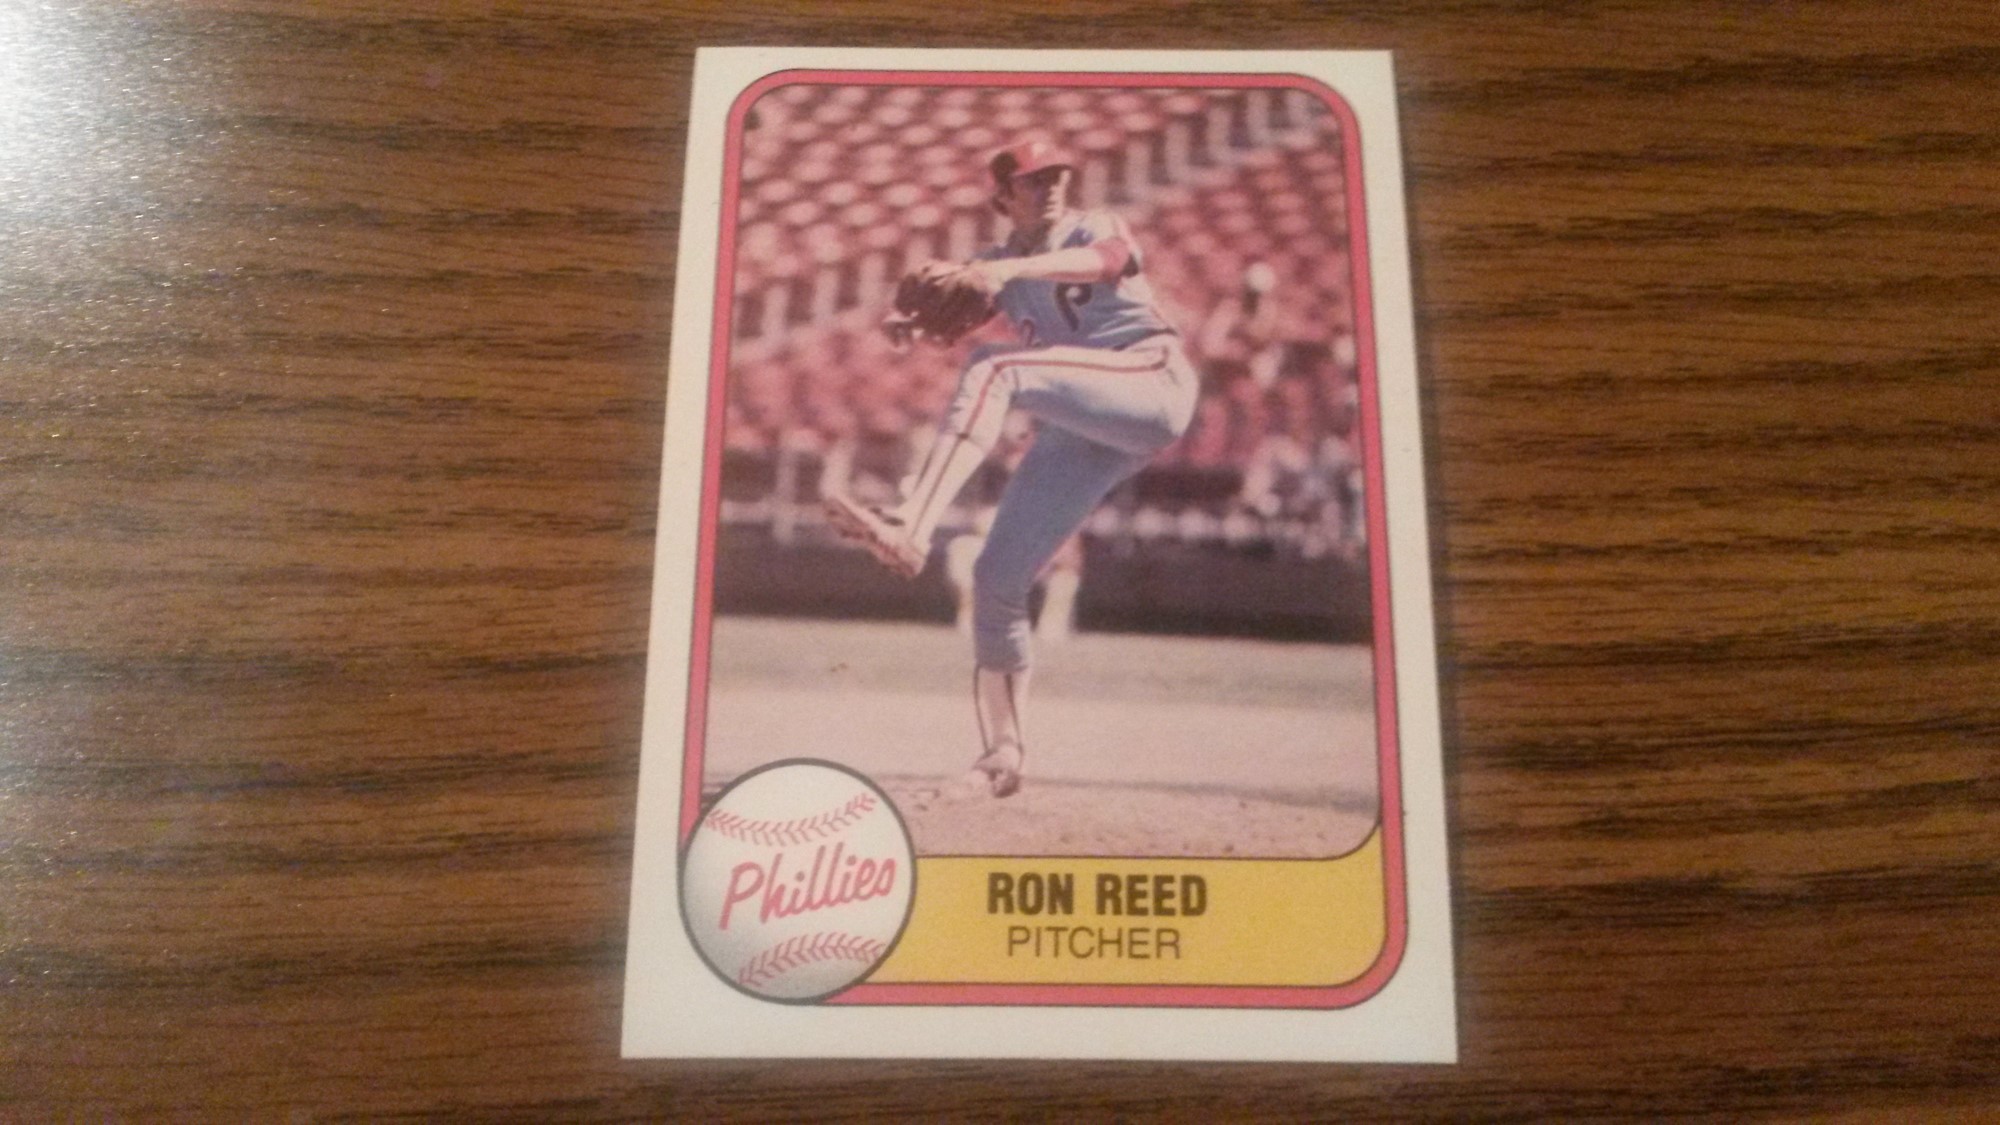 Phillies
RON REED
PITCHER